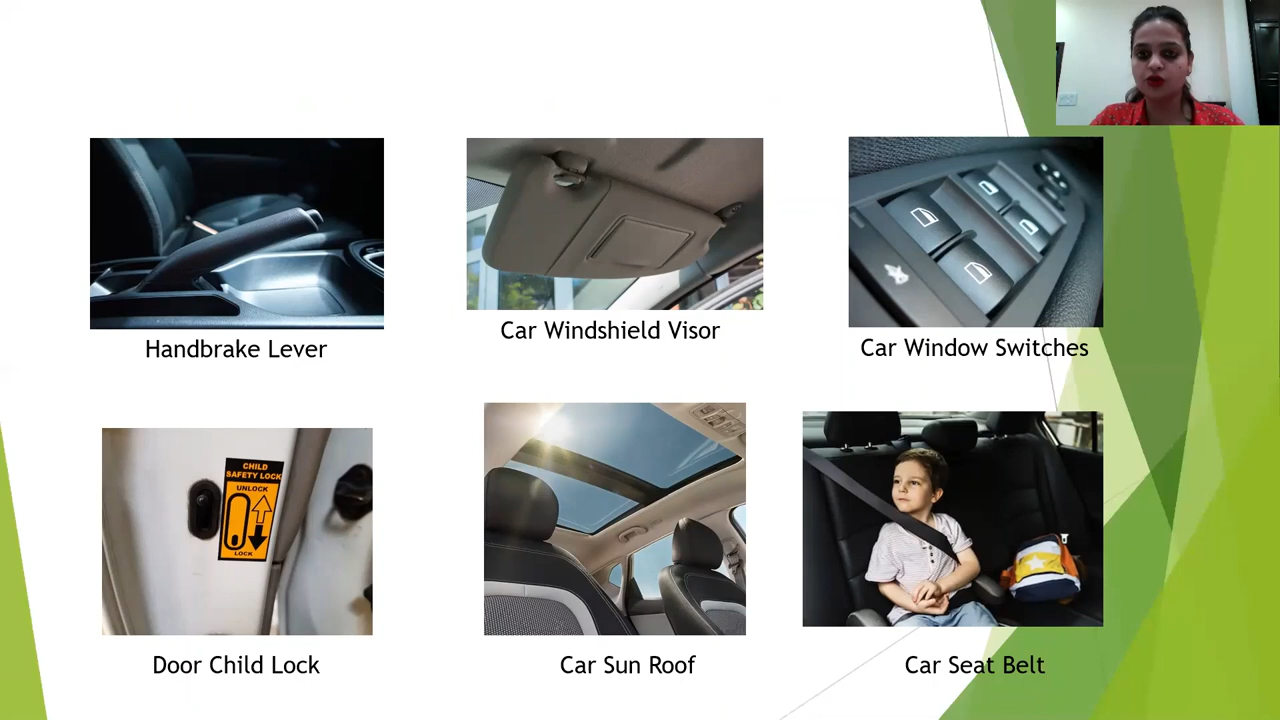 Handbrake Lever
Car Windshield Visor
Car Window Switches
CHILD
SAFETY LOCK
UNLOCK
LOCK
Door Child Lock
Car Sun Roof
Car Seat Belt